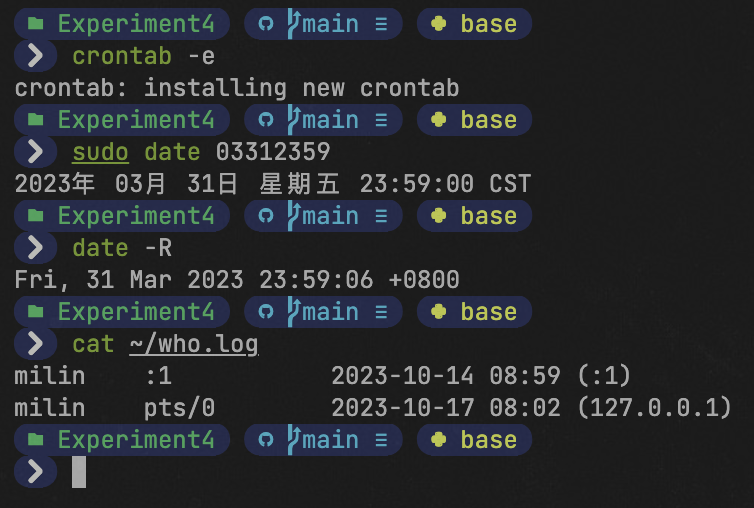 Experiment4 main ≡ base
❯ crontab -e
crontab: installing new crontab
Experiment4 main ≡ base
❯ sudo date 03312359
2023年 03月 31日 星期五 23:59:00 CST
Experiment4 main ≡ base
❯ date -R
Fri, 31 Mar 2023 23:59:06 +0800
Experiment4 main ≡ base
❯ cat ~/who.log
milin    :1           2023-10-14 08:59 (:1)
milin    pts/0        2023-10-17 08:02 (127.0.0.1)
Experiment4 main ≡ base
❯